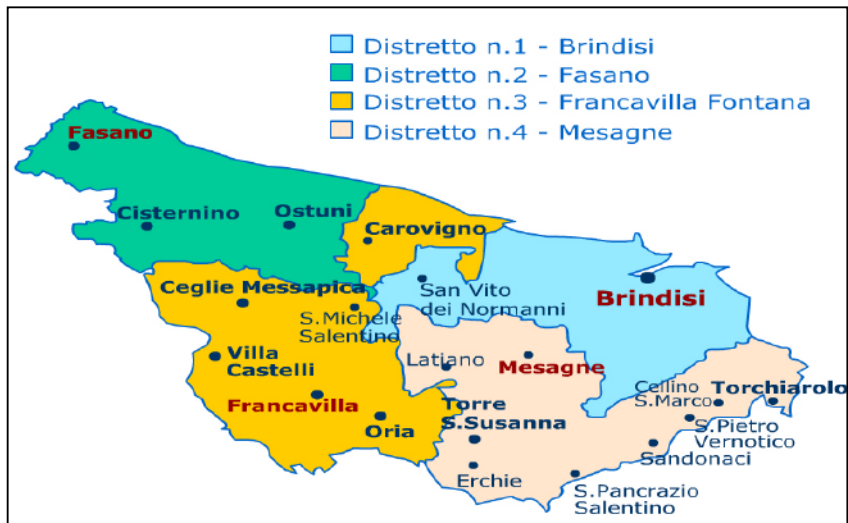 Distretto n.1 - Brindisi
Distretto n.2 - Fasano
Distretto n.3 - Francavilla Fontana
Distretto n.4 - Mesagne
Fasano
Cisternino
Ostuni
Carovigno
Ceglie Messapica
San Vito
dei Normanni
Brindisi
S.Michele
Salentino
Villa
Castelli
Latiano
Mesagne
Francavilla
Oria
Torre
S.Susanna
Cellino
S.Marco
Torchiarolo
S.Pietro
Vernotico
Sandonaci
Erchie
S.Pancrazio
Salentino